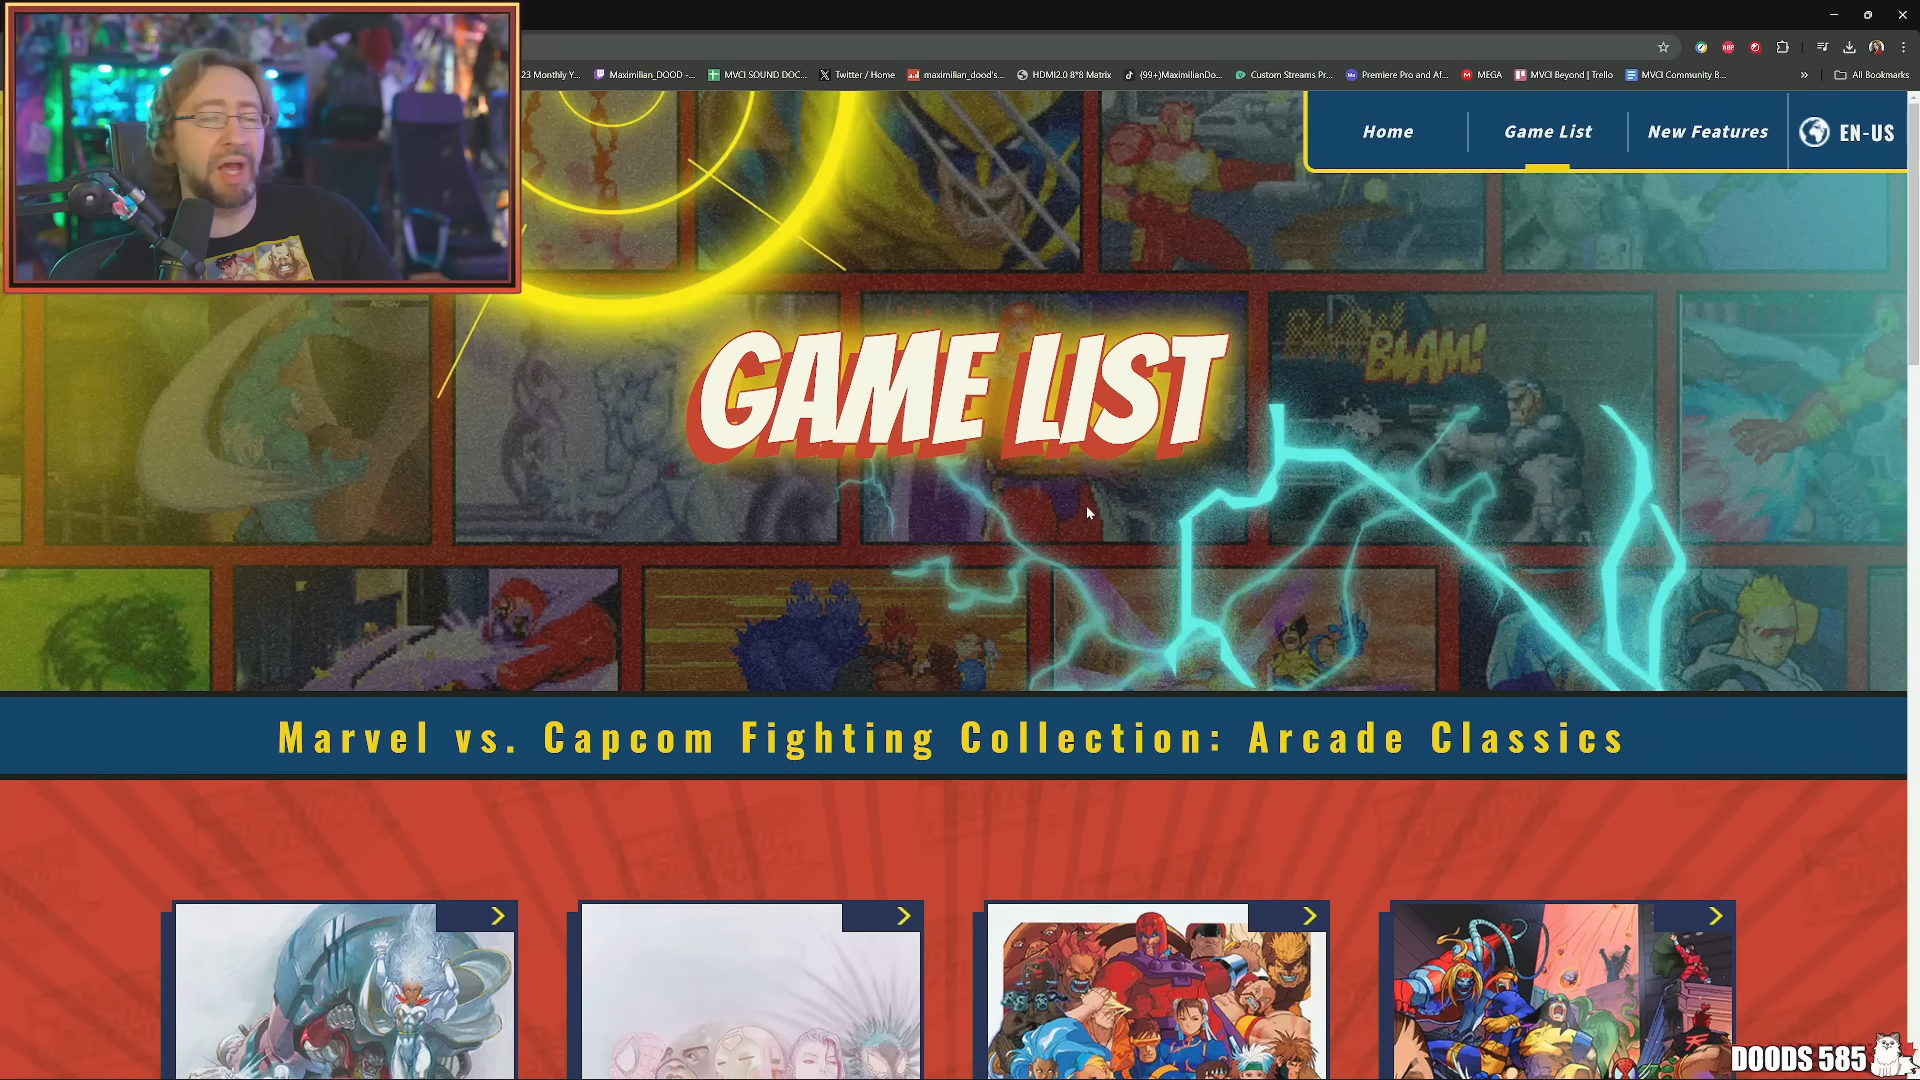 23 Monthly Y...
Maximilian_DOOD -...
MVCI SOUND DOC...
Twitter / Home
maximilian_dood's...
HDMI2.0 8*8 Matrix
(99+)MaximilianDo...
Custom Streams Pr...
Premiere Pro and Af...
MEGA
MVCI Beyond | Trello
MVCI Community B...
»
All Bookmarks
ABP
Home
Game List
New Features
EN-US
BLAM!
GAME LIST
Marvel vs. Capcom Fighting Collection: Arcade Classics
DOODS 585